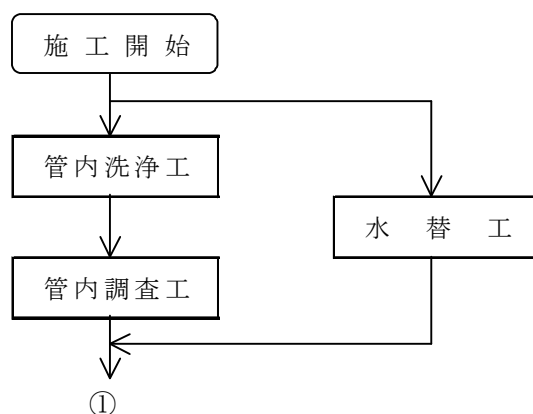 施工開始
管内洗浄工
水替工
管内調査工
①